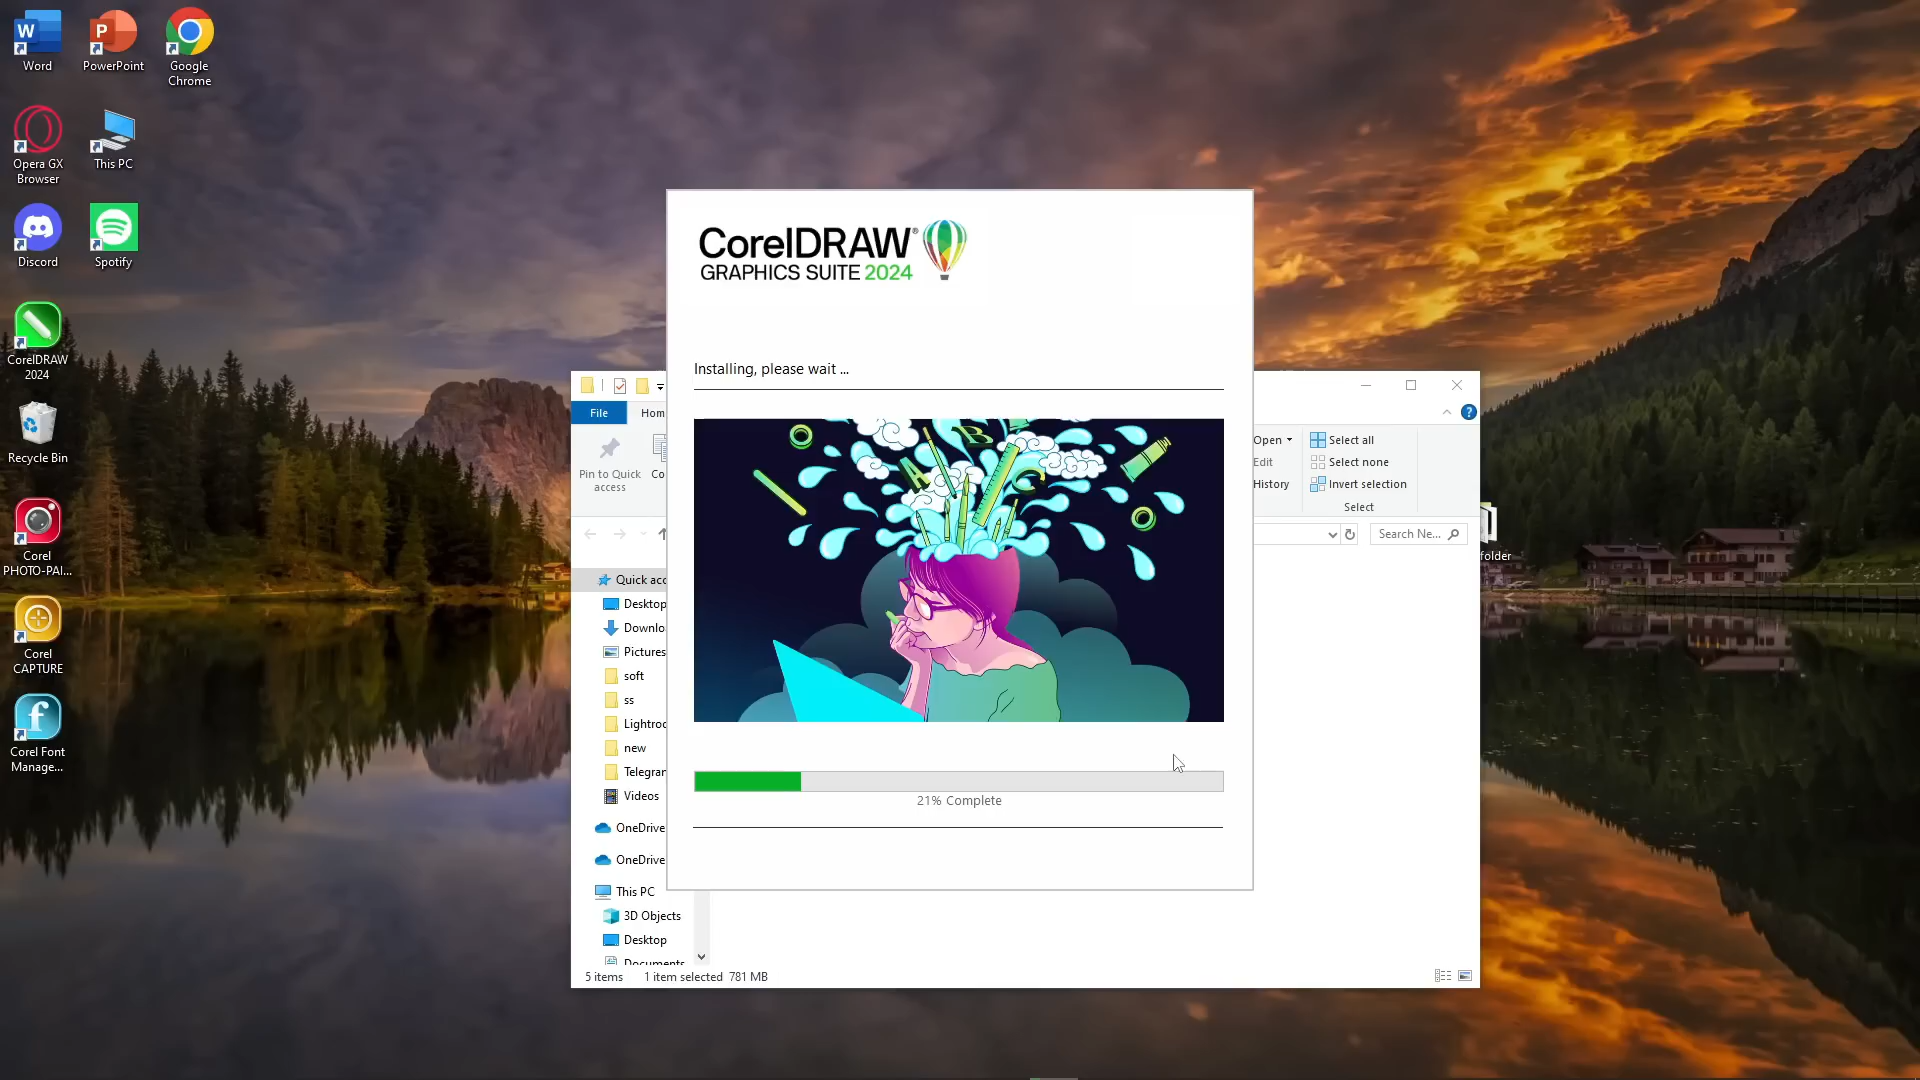 Word
PowerPoint
Google
Chrome
Opera GX
Browser
This PC
Discord
Spotify
CorelDRAW
2024
Recycle Bin
Corel
PHOTO-PAI...
Corel
CAPTURE
Corel Font
Manage...
CorelDRAW®
GRAPHICS SUITE 2024
Installing, please wait ...
21% Complete
File
Hom
Pin to Quick
access
Co
Open
Edit
History
Select all
Select none
Invert selection
Select
Search Ne...
folder
Quick acc
Desktop
Downlo
Pictures
soft
ss
Lightroo
new
Telegran
Videos
OneDrive
OneDrive
This PC
3D Objects
Desktop
Documents
5 items 1 item selected 781 MB